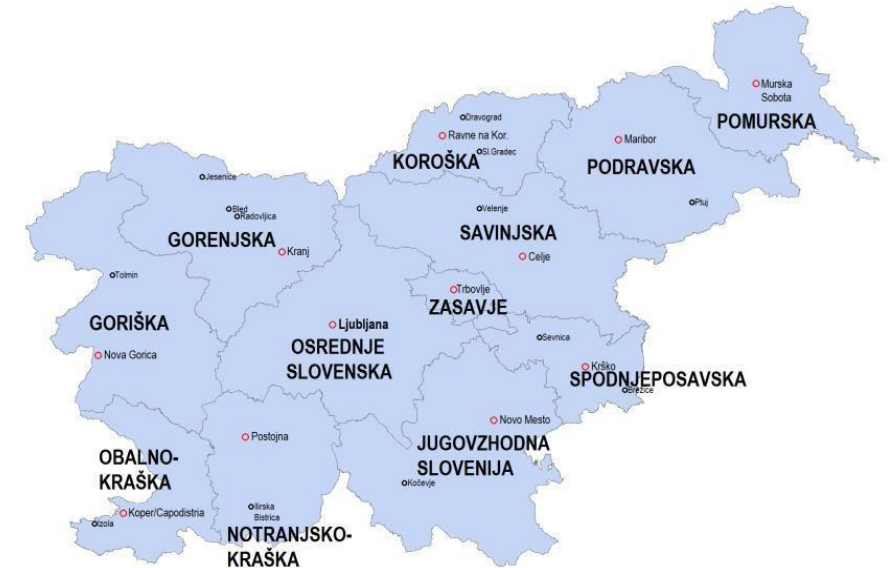 Murska
Sobota
POMURSKA
Dravograd
Ravne na Kor.
Sl.Gradec
KOROŠKA
Maribor
PODRAVSKA
Ptuj
Jesenice
Bled
Radovljica
GORENJSKA
Kranj
Velenje
SAVINJSKA
Celje
Tolmin
GORIŠKA
Nova Gorica
Trbovlje
ZASAVJE
Ljubljana
OSREDNJE
SLOVENSKA
Sevnica
Krško
SPODNJEPOSAVSKA
Brežice
Novo Mesto
JUGOVZHODNA
SLOVENIJA
Kočevje
Postojna
OBALNO-
KRAŠKA
Koper/Capodistria
Izola
Ilirska
Bistrica
NOTRANJSKO-
KRAŠKA